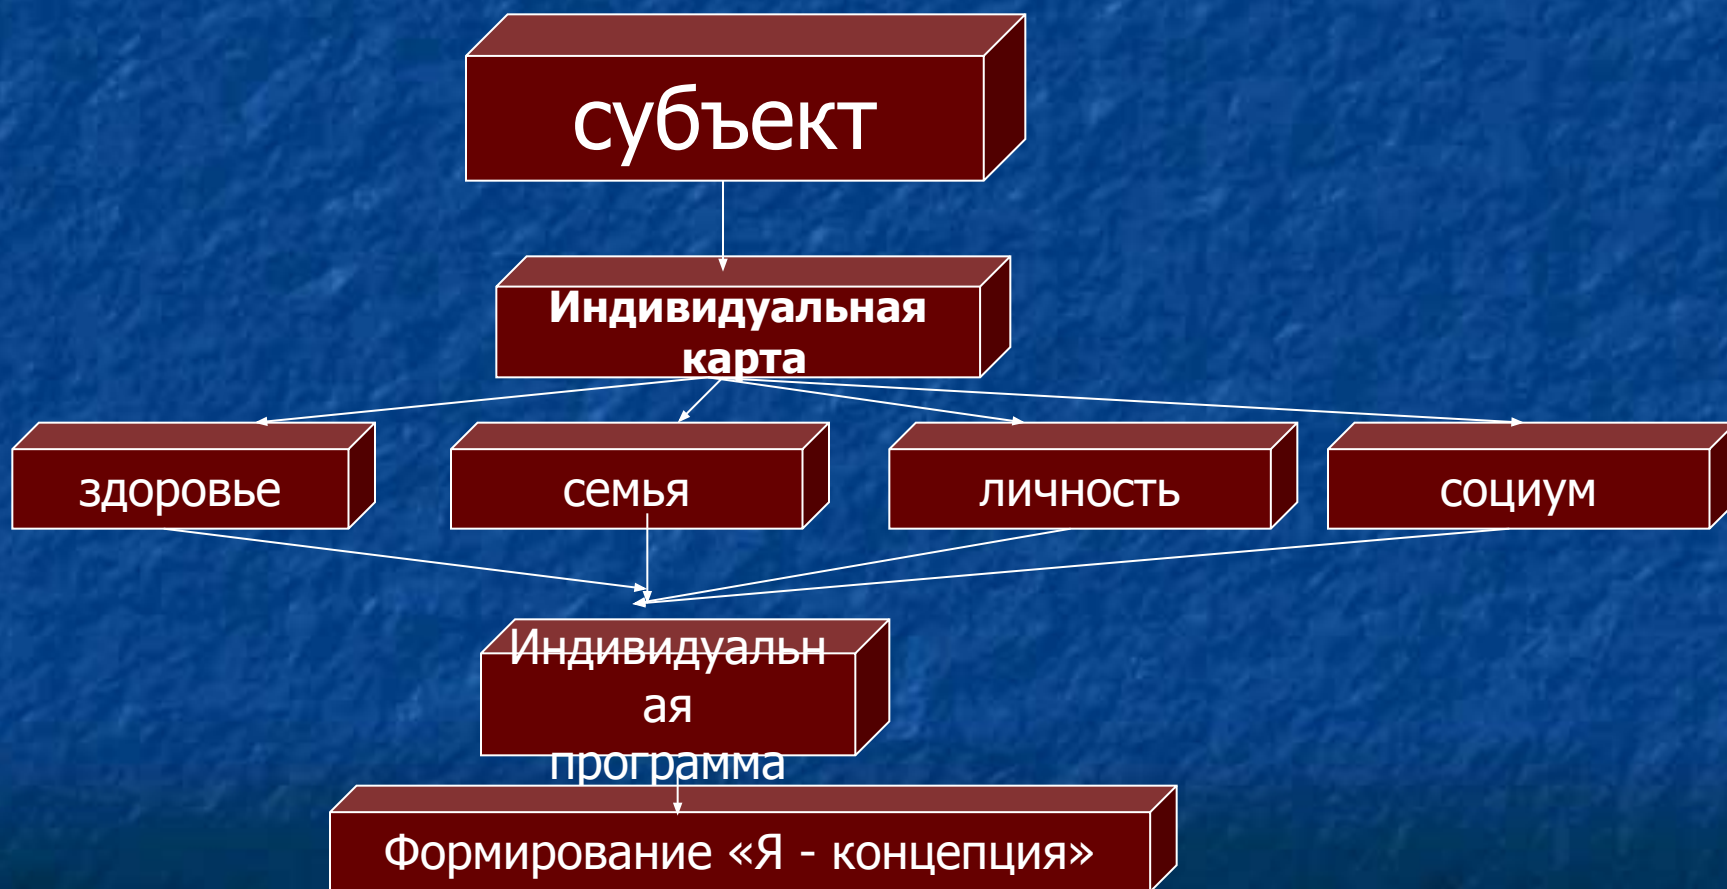 субъект
Индивидуальная
карта
здоровье
семья
личность
социум
Индивидуальн
ая
программа
Формирование «Я - концепция»